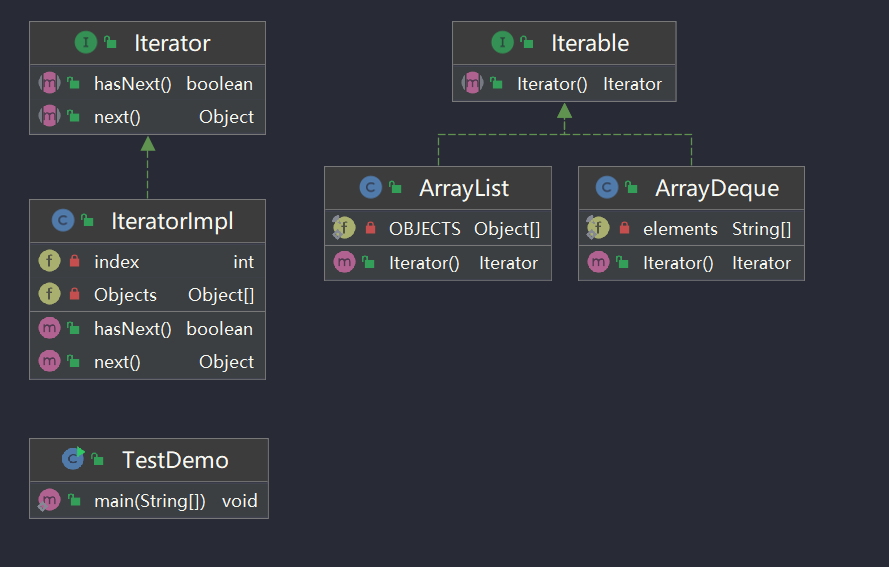 Iterator
hasNext() boolean
next() Object
Iterable
Iterator() Iterator
IteratorImpl
index int
Objects Object[]
hasNext() boolean
next() Object
ArrayList
OBJECTS Object[]
Iterator() Iterator
ArrayDeque
elements String[]
Iterator() Iterator
TestDemo
main(String[]) void